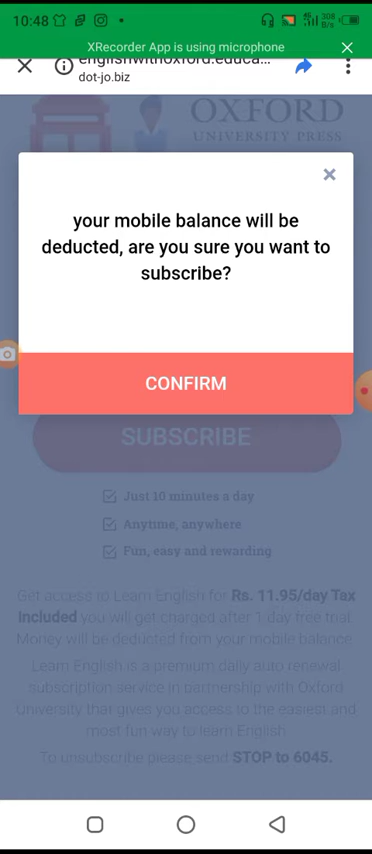 10:48
4G 308 B/s
XRecorder App is using microphone
englishwithoxford.educa...
dot-jo.biz
OXFORD
UNIVERSITY PRESS
your mobile balance will be
deducted, are you sure you want to
subscribe?
CONFIRM
SUBSCRIBE
Just 10 minutes a day
Anytime, anywhere
Fun, easy and rewarding
Get access to Learn English for Rs. 11.95/day Tax
included you will get charged after 1 day free trial.
Money will be deducted from your mobile balance.
Learn English is a premium daily auto renewal
subscription service in partnership with Oxford
University that gives you access to the easiest and
most fun way to learn English.
To unsubscribe please send STOP to 6045.